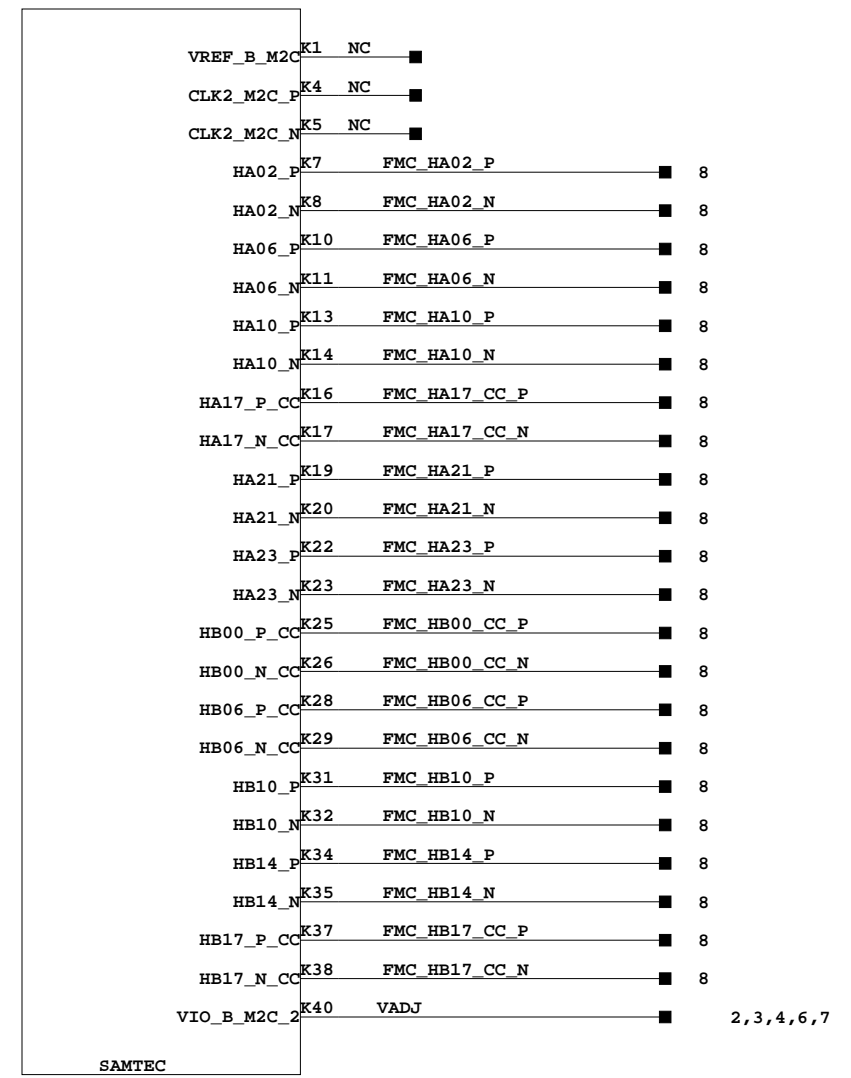 VREF_B_M2C K1 NC
CLK2_M2C_P K4 NC
CLK2_M2C_N K5 NC
HA02_P K7 FMC_HA02_P 8
HA02_N K8 FMC_HA02_N 8
HA06_P K10 FMC_HA06_P 8
HA06_N K11 FMC_HA06_N 8
HA10_P K13 FMC_HA10_P 8
HA10_N K14 FMC_HA10_N 8
HA17_P_CC K16 FMC_HA17_CC_P 8
HA17_N_CC K17 FMC_HA17_CC_N 8
HA21_P K19 FMC_HA21_P 8
HA21_N K20 FMC_HA21_N 8
HA23_P K22 FMC_HA23_P 8
HA23_N K23 FMC_HA23_N 8
HB00_P_CC K25 FMC_HB00_CC_P 8
HB00_N_CC K26 FMC_HB00_CC_N 8
HB06_P_CC K28 FMC_HB06_CC_P 8
HB06_N_CC K29 FMC_HB06_CC_N 8
HB10_P K31 FMC_HB10_P 8
HB10_N K32 FMC_HB10_N 8
HB14_P K34 FMC_HB14_P 8
HB14_N K35 FMC_HB14_N 8
HB17_P_CC K37 FMC_HB17_CC_P 8
HB17_N_CC K38 FMC_HB17_CC_N 8
VIO_B_M2C_2 K40 VADJ 2,3,4,6,7
SAMTEC